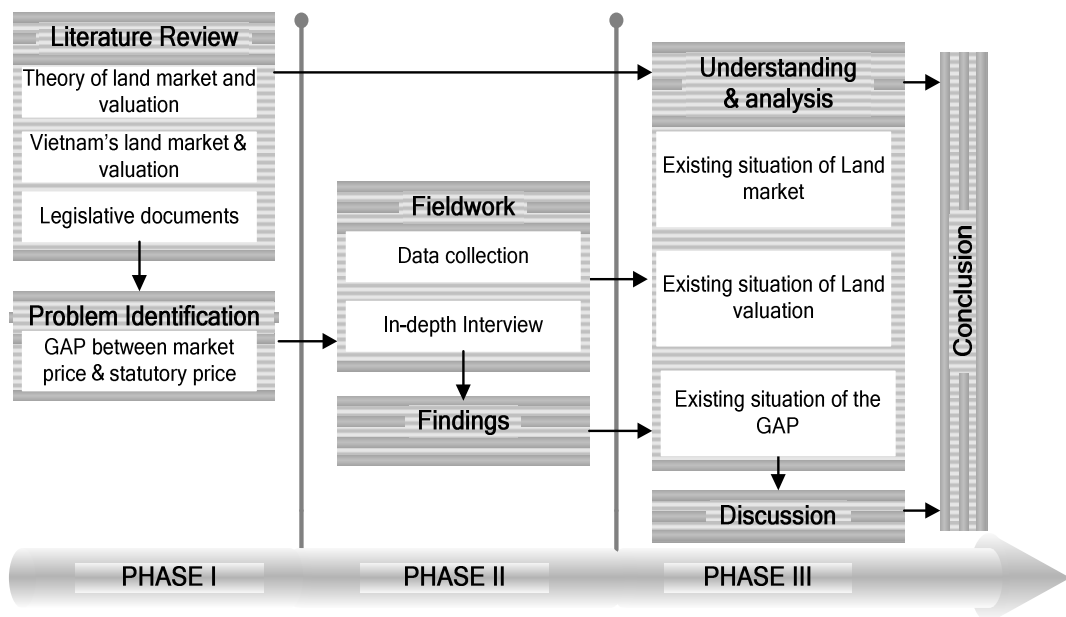 Literature Review
Theory of land market and
valuation
Vietnam's land market &
valuation
Legislative documents
Problem Identification
GAP between market
price & statutory price
Fieldwork
Data collection
In-depth Interview
Findings
Understanding
& analysis
Existing situation of Land
market
Existing situation of Land
valuation
Existing situation of the
GAP
Discussion
Conclusion
PHASE I
PHASE II
PHASE III